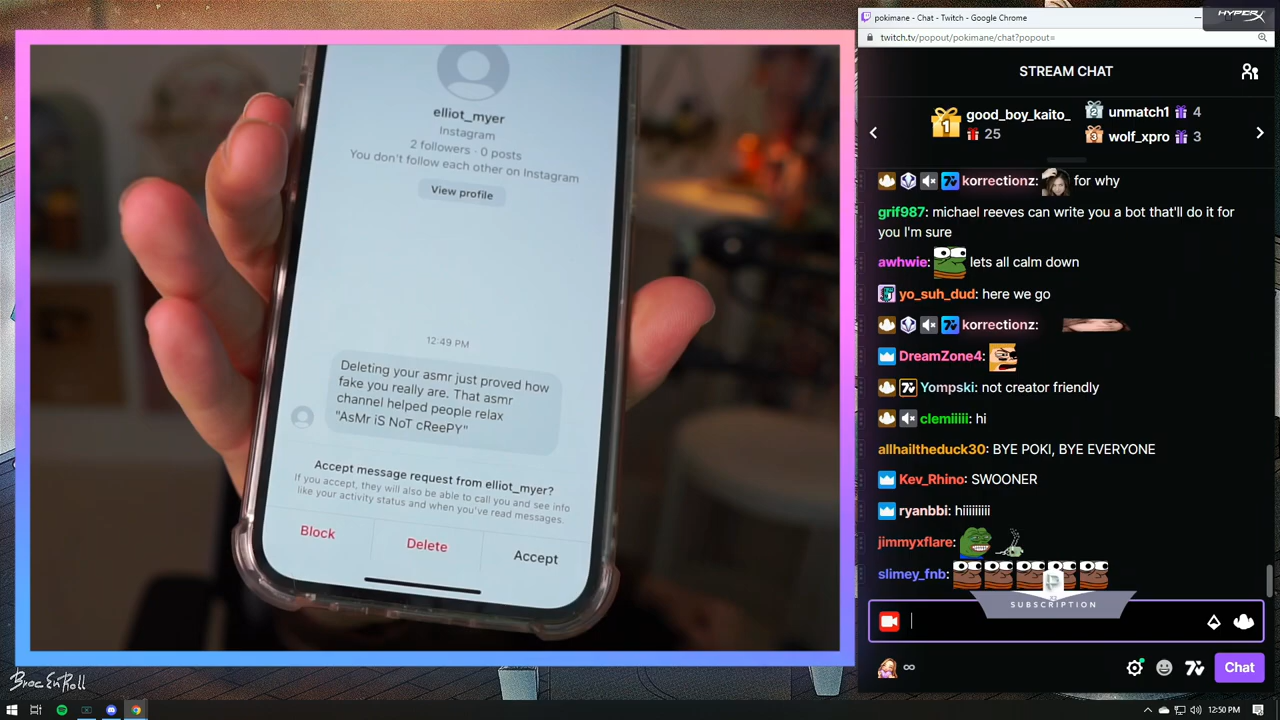 elliot_myer
Instagram
2 followers · 0 posts
You don't follow each other on Instagram
View profile
12:49 PM
Deleting your asmr just proved how
fake you really are. That asmr
channel helped people relax
"AsMr iS NoT cReePY"
Accept message request from elliot_myer?
If you accept, they will also be able to call you and see info
like your activity status and when you've read messages.
Block
Delete
Accept
BrocEnRoll
pokimane - Chat - Twitch - Google Chrome
HYPERX
twitch.tv/popout/pokimane/chat?popout=
STREAM CHAT
1 good_boy_kaito_
25
2 unmatch1 4
3 wolf_xpro 3
korrectionz: for why
grif987: michael reeves can write you a bot that'll do it for
you I'm sure
awhwie: lets all calm down
yo_suh_dud: here we go
korrectionz:
DreamZone4:
Yompski: not creator friendly
clemiiiii: hi
allhailtheduck30: BYE POKI, BYE EVERYONE
Kev_Rhino: SWOONER
ryanbbi: hiiiiiiiii
jimmyxflare:
slimey_fnb:
SUBSCRIPTION
Chat
12:50 PM